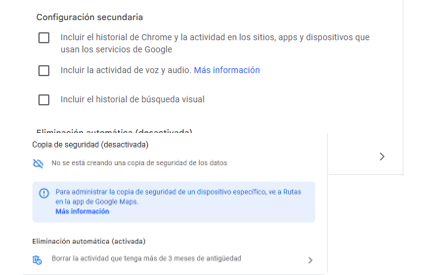 Configuración secundaria
Incluir el historial de Chrome y la actividad en los sitios, apps y dispositivos que
usan los servicios de Google
Incluir la actividad de voz y audio. Más información
Incluir el historial de búsqueda visual
Eliminación automática (desactivada)
Copia de seguridad (desactivada)
No se está creando una copia de seguridad de los datos
Para administrar la copia de seguridad de un dispositivo específico, ve a Rutas
en la app de Google Maps.
Más información
Eliminación automática (activada)
Borrar la actividad que tenga más de 3 meses de antigüedad